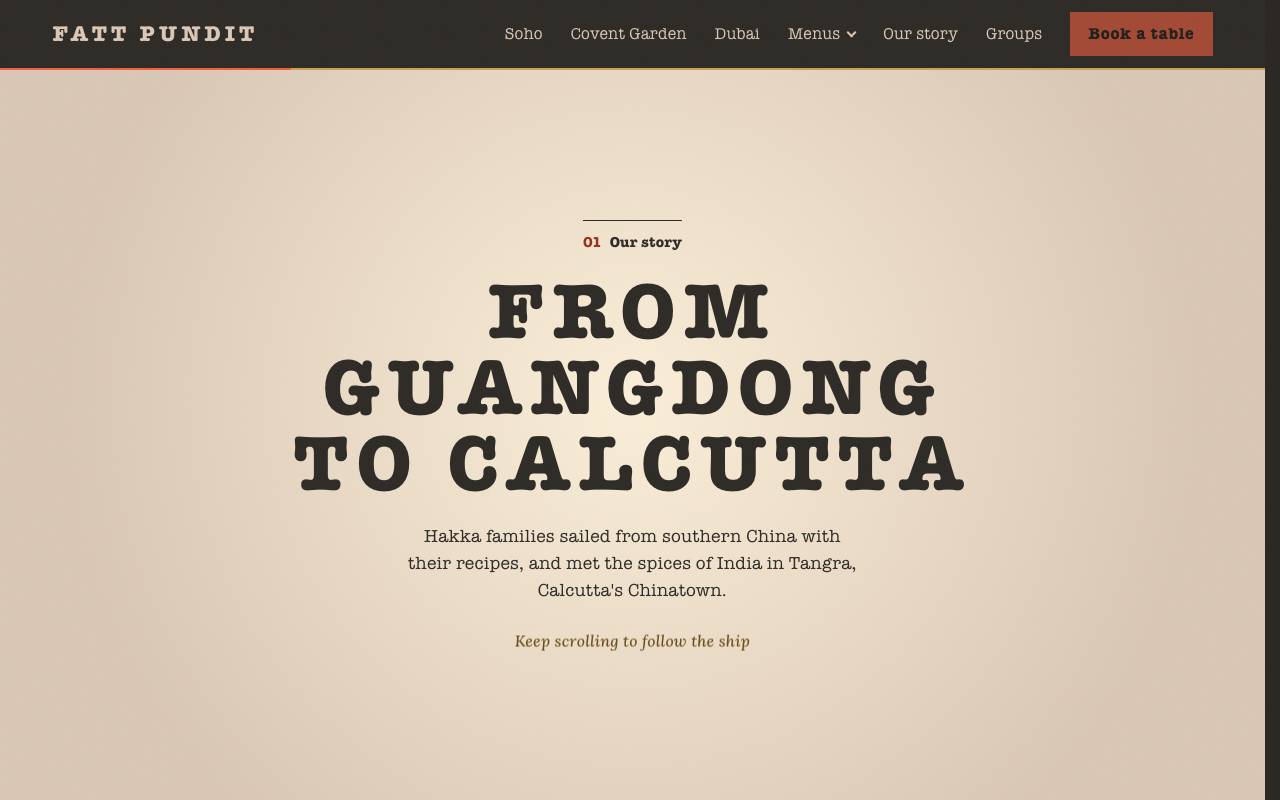 FATT PUNDIT
Soho Covent Garden Dubai Menus Our story Groups Book a table
01 Our story
FROM
GUANGDONG
TO CALCUTTA
Hakka families sailed from southern China with
their recipes, and met the spices of India in Tangra,
Calcutta's Chinatown.
Keep scrolling to follow the ship